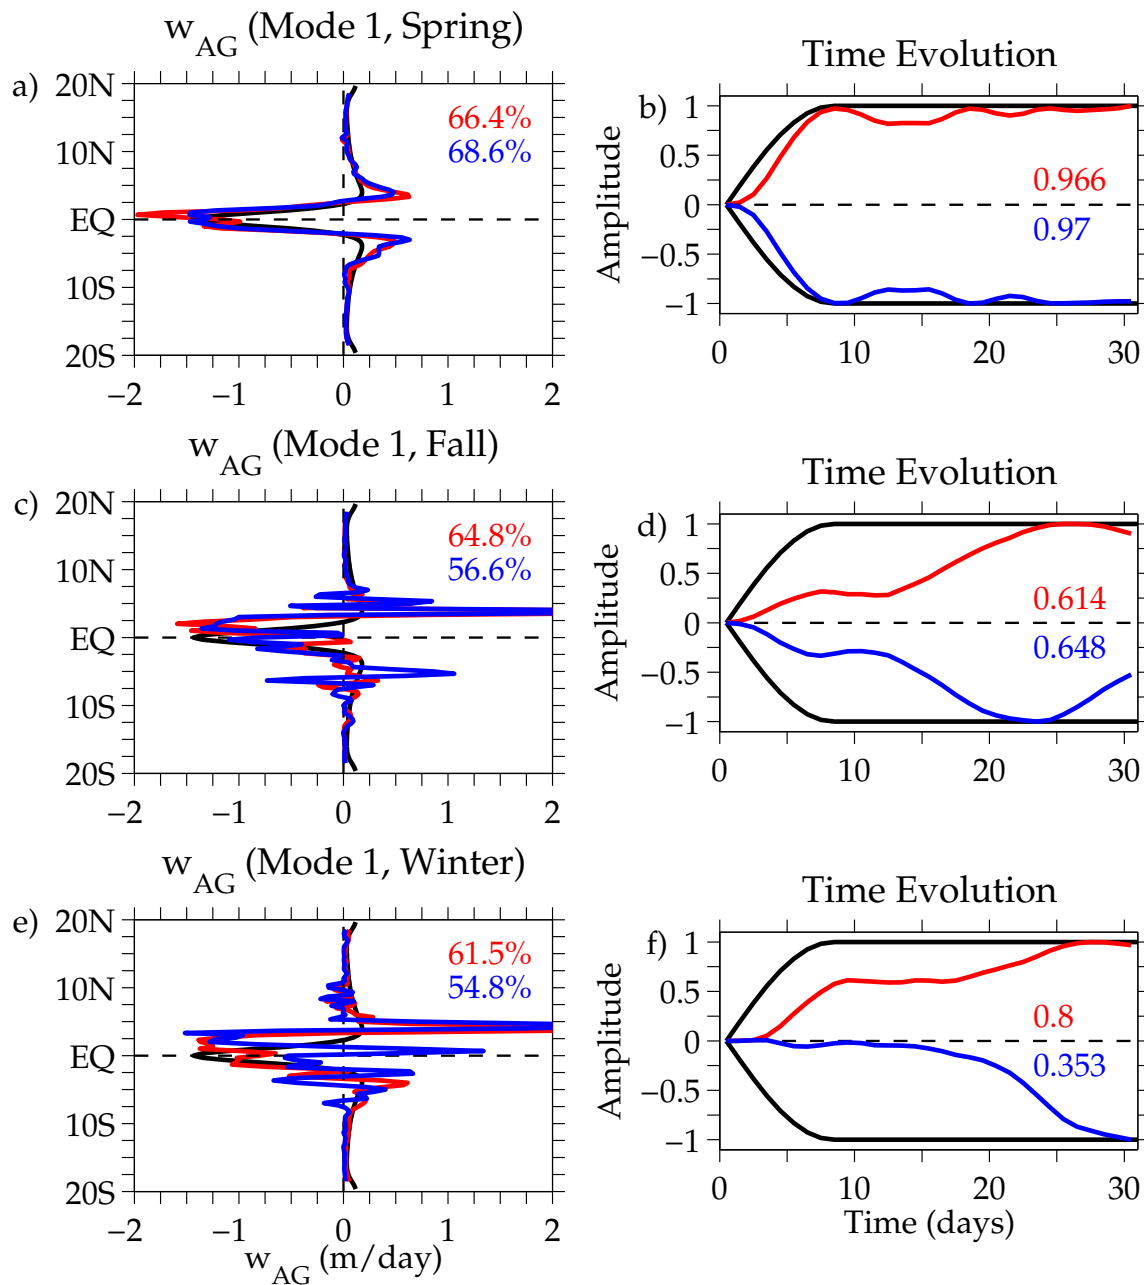 w_AG (Mode 1, Spring)
a)
20N
10N
EQ
10S
20S
66.4%
68.6%
−2
−1
0
1
2
Time Evolution
b)
Amplitude
1
0.5
0
−0.5
−1
0.966
0.97
0
10
20
30
w_AG (Mode 1, Fall)
c)
20N
10N
EQ
10S
20S
64.8%
56.6%
−2
−1
0
1
2
Time Evolution
d)
Amplitude
1
0.5
0
−0.5
−1
0.614
0.648
0
10
20
30
w_AG (Mode 1, Winter)
e)
20N
10N
EQ
10S
20S
61.5%
54.8%
−2
−1
0
1
2
w_AG (m/day)
Time Evolution
f)
Amplitude
1
0.5
0
−0.5
−1
0.8
0.353
0
10
20
30
Time (days)